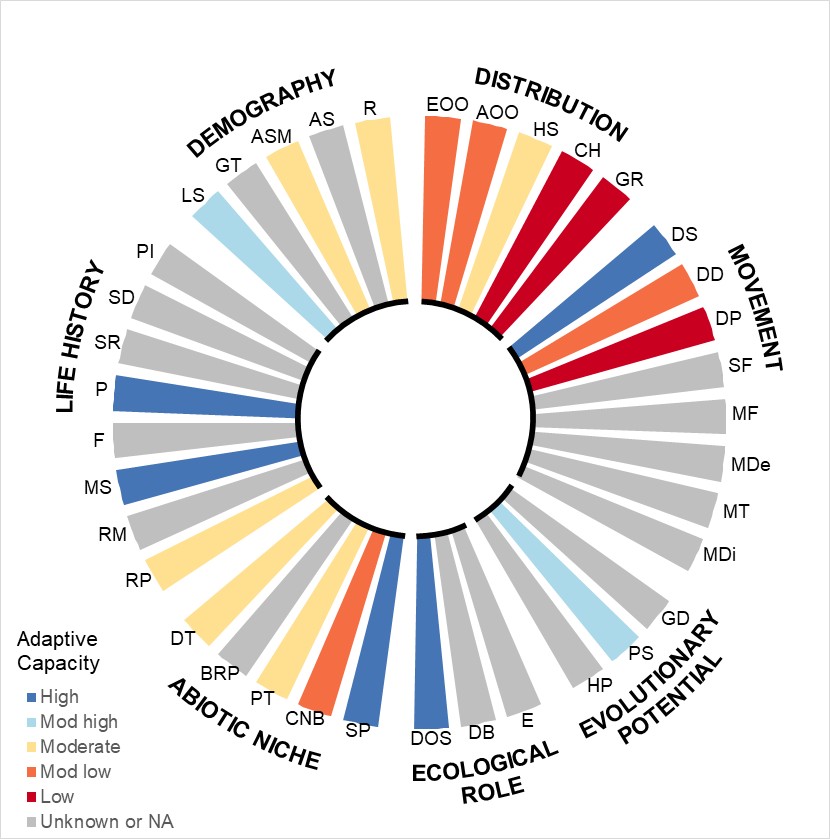 DISTRIBUTION
EOO
AOO
HS
CH
GR
MOVEMENT
DS
DD
DP
SF
MF
MDe
MT
MDi
EVOLUTIONARY
POTENTIAL
GD
PS
HP
ECOLOGICAL
ROLE
E
DB
DOS
ABIOTIC NICHE
SP
CNB
PT
BRP
DT
LIFE HISTORY
RP
RM
MS
F
P
SR
SD
PI
DEMOGRAPHY
LS
GT
ASM
AS
R
Adaptive
Capacity
High
Mod high
Moderate
Mod low
Low
Unknown or NA